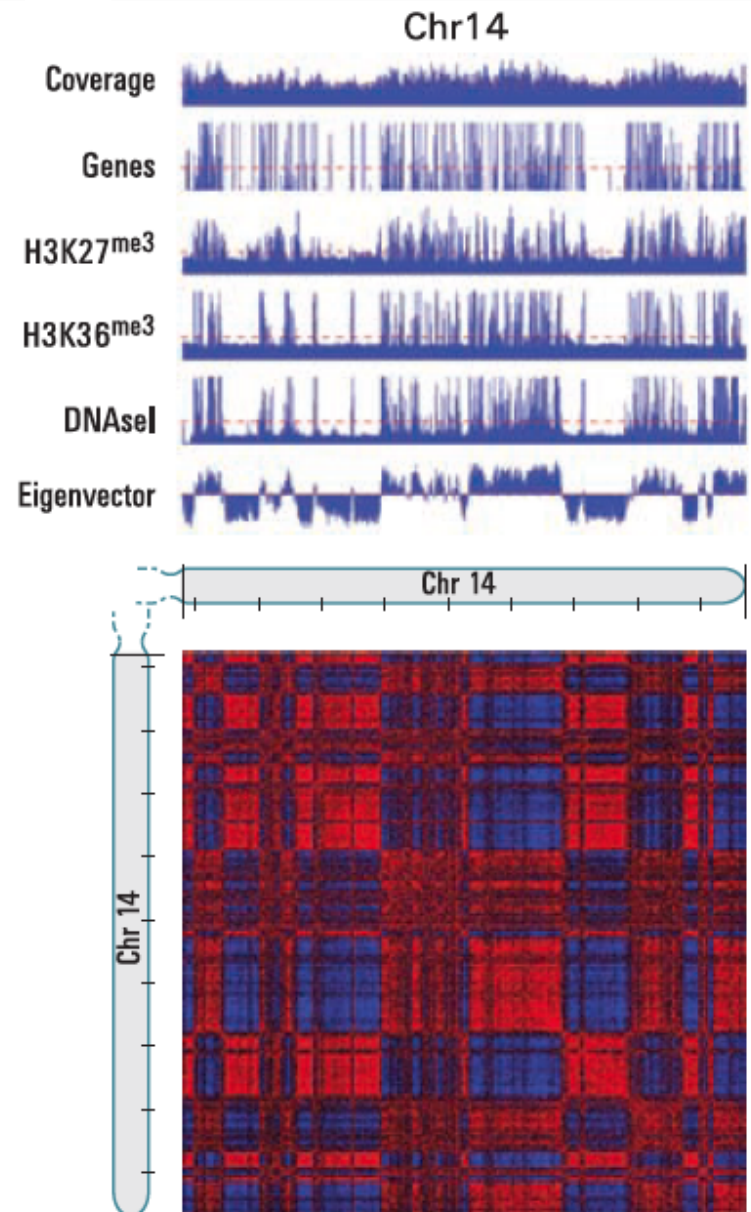 Chr14
Coverage
Genes
H3K27me3
H3K36me3
DNAseI
Eigenvector
Chr 14
Chr 14